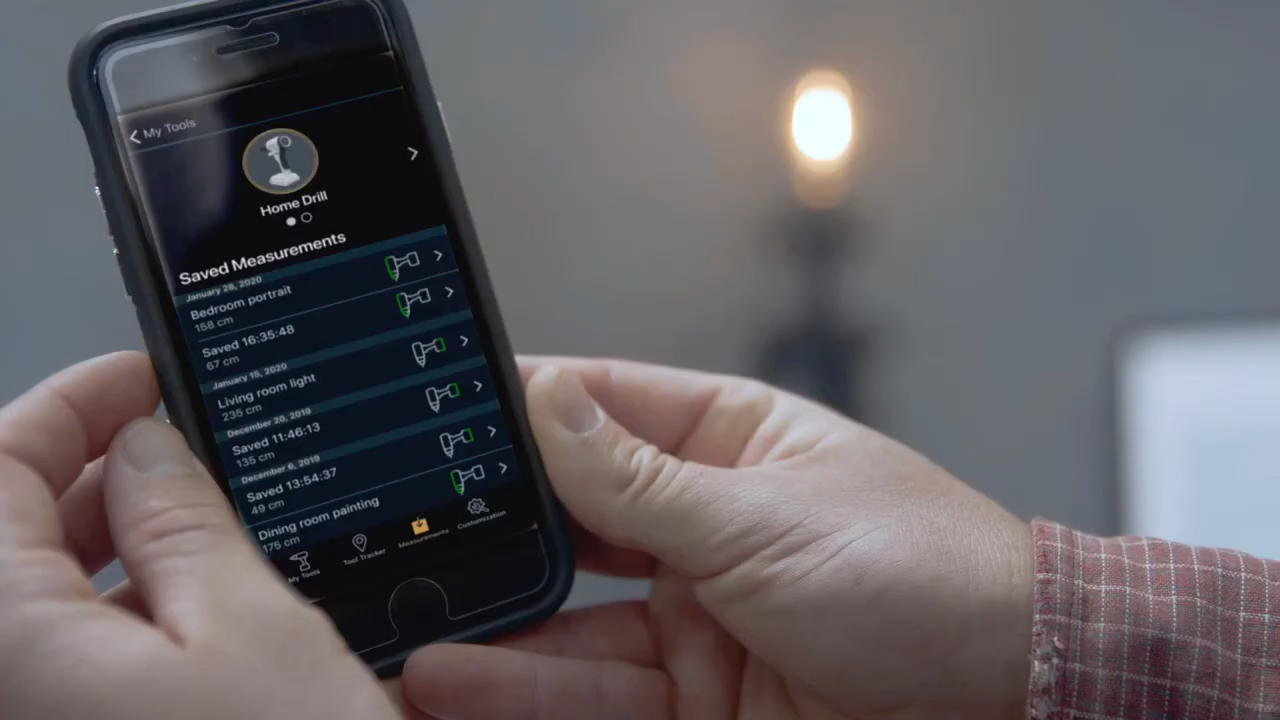 My Tools
Home Drill
Saved Measurements
January 28, 2020
Bedroom portrait
158 cm
Saved 16:35:48
67 cm
January 15, 2020
Living room light
235 cm
December 20, 2019
Saved 11:46:13
135 cm
December 6, 2019
Saved 13:54:37
49 cm
Dining room painting
175 cm
My Tools
Tool Tracker
Measurements
Customization